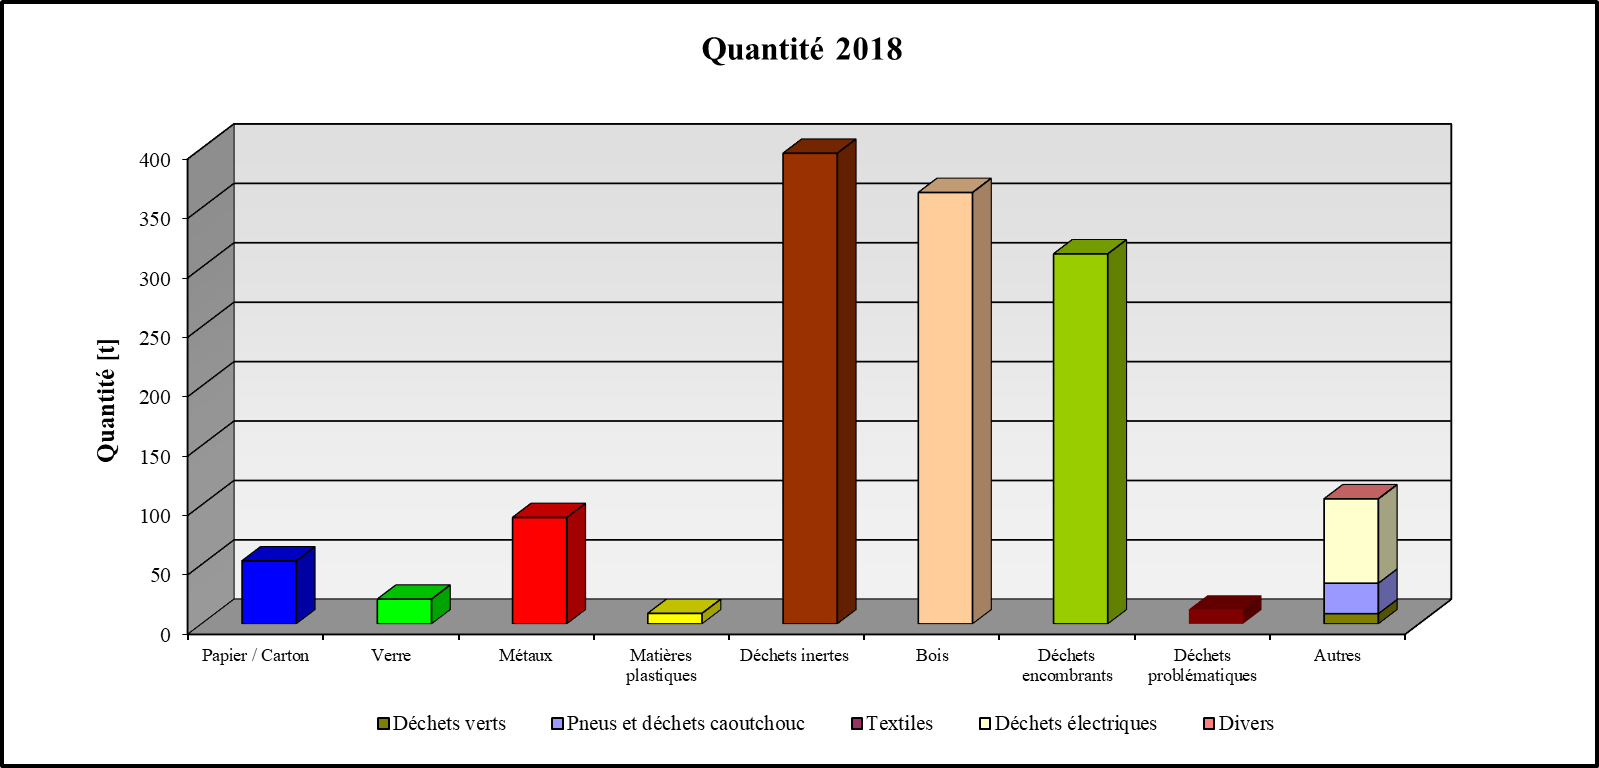 Quantité 2018
Quantité [t]
400
350
300
250
200
150
100
50
0
Papier / Carton
Verre
Métaux
Matières
plastiques
Déchets inertes
Bois
Déchets
encombrants
Déchets
problématiques
Autres
Déchets verts
Pneus et déchets caoutchouc
Textiles
Déchets électriques
Divers